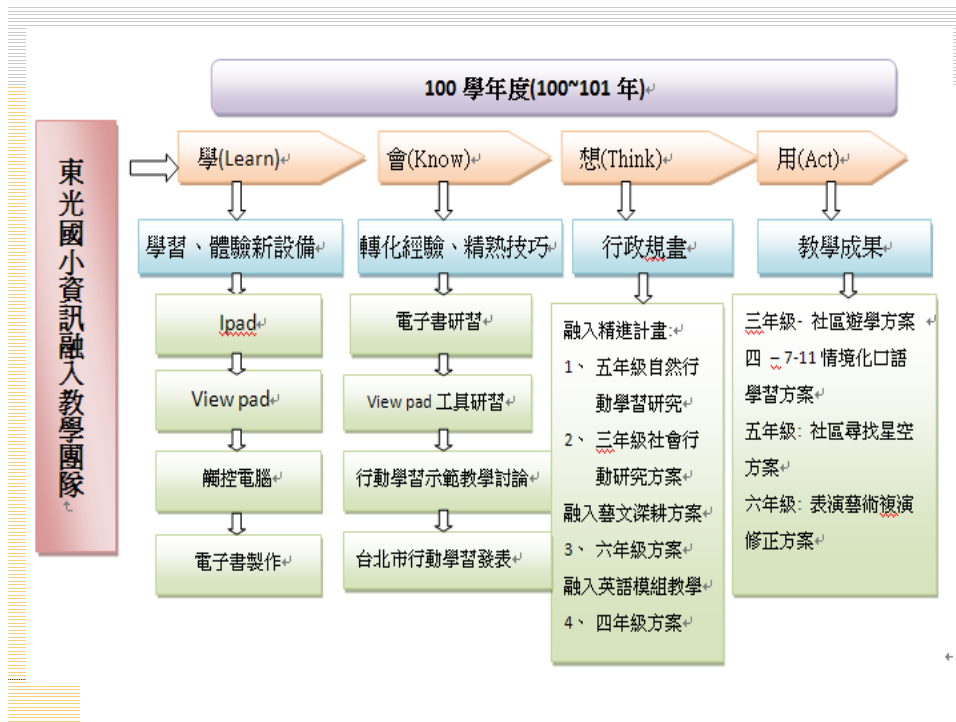 100 學年度(100~101 年)
東光國小資訊融入教學團隊
學(Learn)
學習、體驗新設備
Ipad
View pad
觸控電腦
電子書製作
會(Know)
轉化經驗、精熟技巧
電子書研習
View pad 工具研習
行動學習示範教學討論
台北市行動學習發表
想(Think)
行政規畫
融入精進計畫:
1、 五年級自然行
動學習研究
2、 三年級社會行
動研究方案
融入藝文深耕方案
3、 六年級方案
融入英語模組教學
4、 四年級方案
用(Act)
教學成果
三年級- 社區遊學方案
四 – 7-11 情境化口語
學習方案
五年級: 社區尋找星空
方案
六年級: 表演藝術複演
修正方案